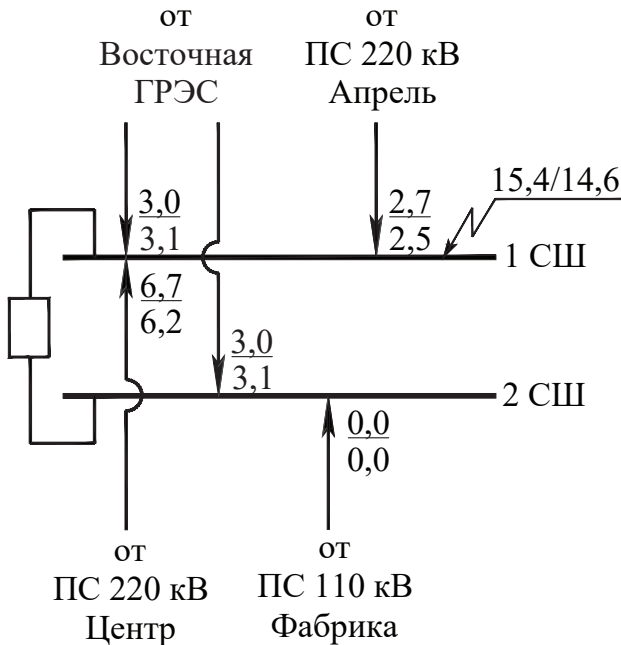 от
Восточная
ГРЭС
от
ПС 220 кВ
Апрель
15,4/14,6
3,0
3,1
2,7
2,5
1 СШ
6,7
6,2
3,0
3,1
2 СШ
0,0
0,0
от
ПС 220 кВ
Центр
от
ПС 110 кВ
Фабрика